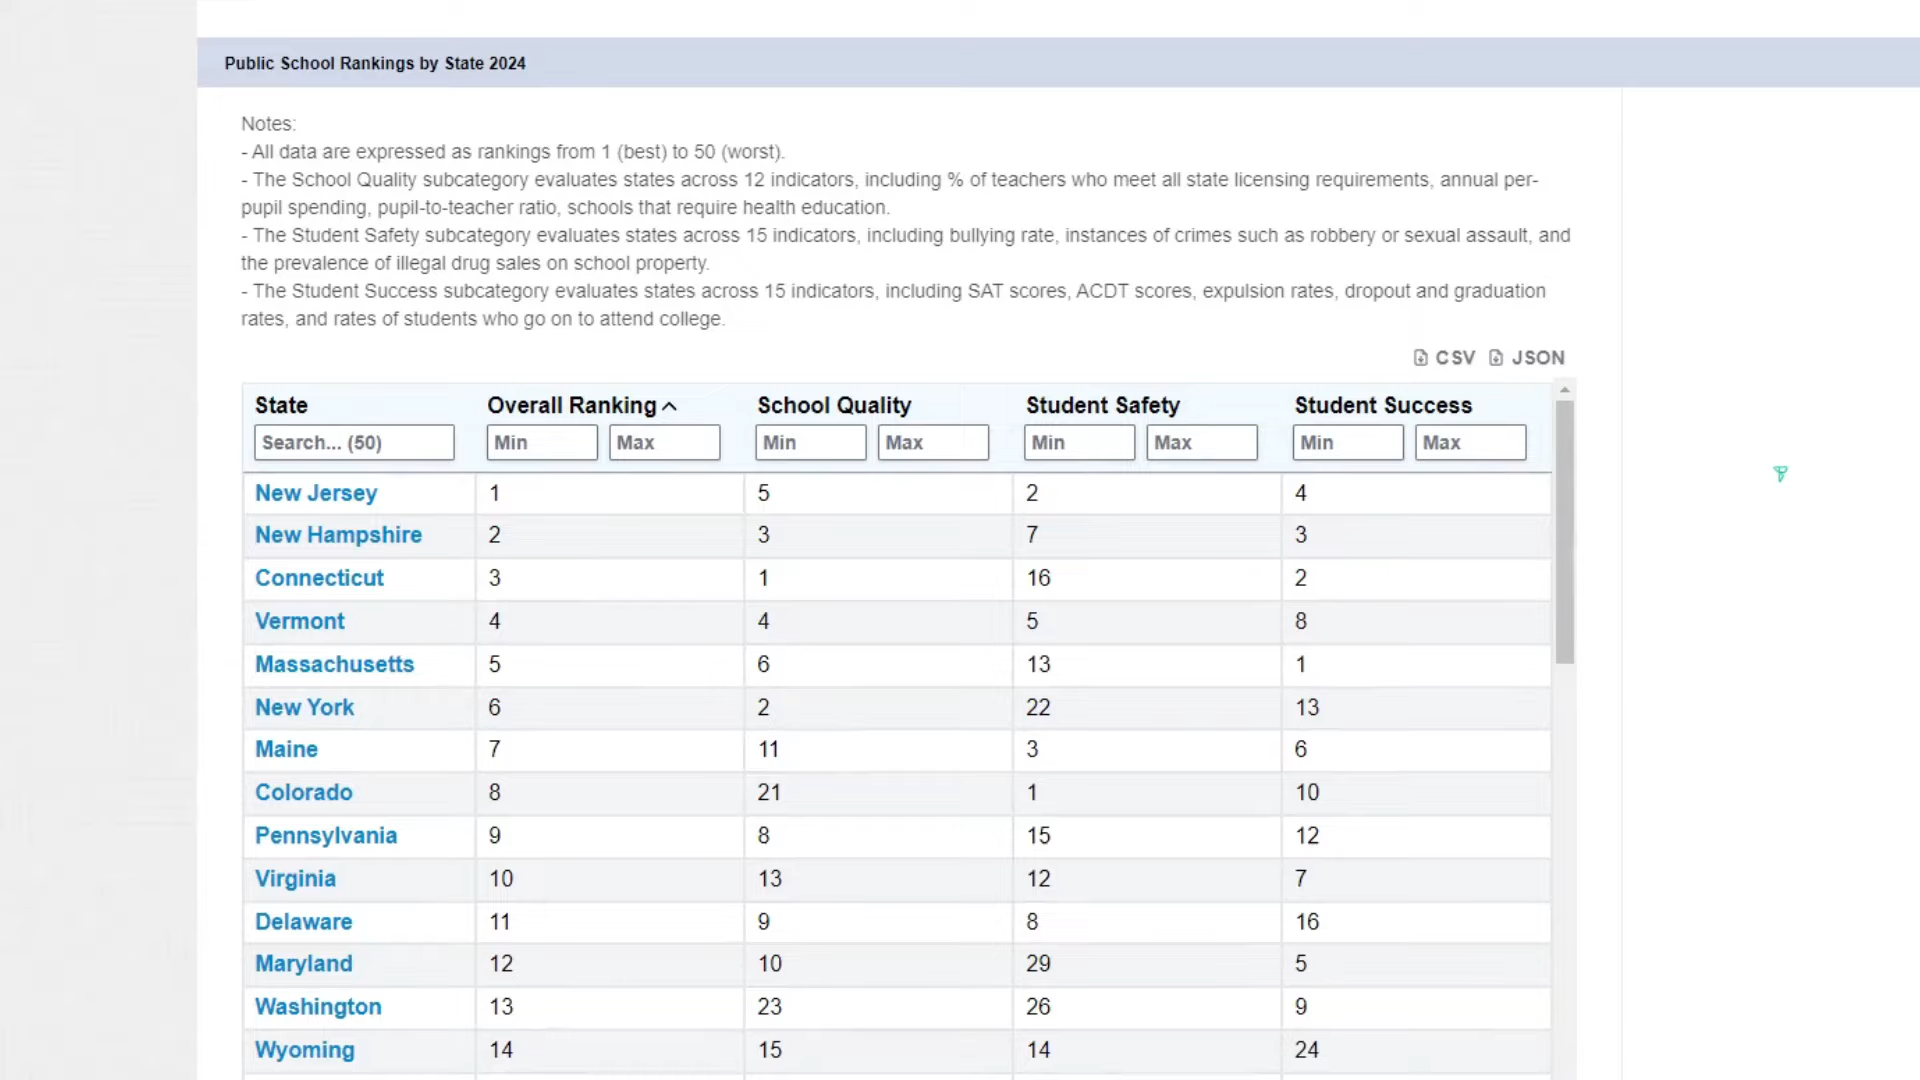 Public School Rankings by State 2024
Notes:
- All data are expressed as rankings from 1 (best) to 50 (worst).
- The School Quality subcategory evaluates states across 12 indicators, including % of teachers who meet all state licensing requirements, annual per-
pupil spending, pupil-to-teacher ratio, schools that require health education.
- The Student Safety subcategory evaluates states across 15 indicators, including bullying rate, instances of crimes such as robbery or sexual assault, and
the prevalence of illegal drug sales on school property.
- The Student Success subcategory evaluates states across 15 indicators, including SAT scores, ACDT scores, expulsion rates, dropout and graduation
rates, and rates of students who go on to attend college.
CSV JSON
State Overall Ranking School Quality Student Safety Student Success
Search... (50) Min Max Min Max Min Max Min Max
New Jersey 1 5 2 4
New Hampshire 2 3 7 3
Connecticut 3 1 16 2
Vermont 4 4 5 8
Massachusetts 5 6 13 1
New York 6 2 22 13
Maine 7 11 3 6
Colorado 8 21 1 10
Pennsylvania 9 8 15 12
Virginia 10 13 12 7
Delaware 11 9 8 16
Maryland 12 10 29 5
Washington 13 23 26 9
Wyoming 14 15 14 24